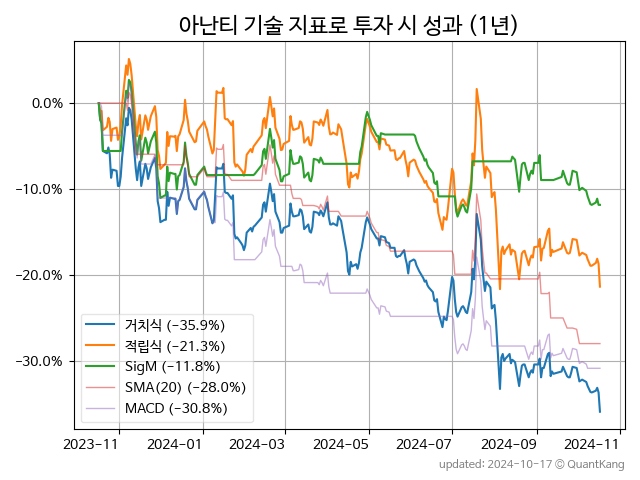 아난티 기술 지표로 투자 시 성과 (1년)
0.0%
−10.0%
−20.0%
−30.0%
거치식 (−35.9%)
적립식 (−21.3%)
SigM (−11.8%)
SMA(20) (−28.0%)
MACD (−30.8%)
2023−11 2024−01 2024−03 2024−05 2024−07 2024−09 2024−11
updated: 2024-10-17 ⓒ QuantKang